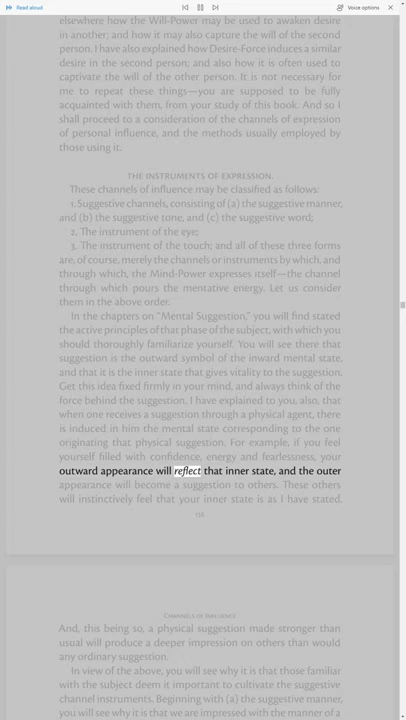 Read aloud
Voice options
elsewhere how the Will-Power may be used to awaken desire
in another; and how it may also capture the will of the second
person. I have also explained how Desire-Force induces a similar
desire in the second person; and also how it is often used to
captivate the will of the other person. It is not necessary for
me to repeat these things—you are supposed to be fully
acquainted with them, from your study of this book. And so I
shall proceed to a consideration of the channels of expression
of personal influence, and the methods usually employed by
those using it.
THE INSTRUMENTS OF EXPRESSION.
These channels of influence may be classified as follows:
1. Suggestive channels, consisting of (a) the suggestive manner,
and (b) the suggestive tone, and (c) the suggestive word;
2. The instrument of the eye;
3. The instrument of the touch; and all of these three forms
are, of course, merely the channels or instruments by which, and
through which, the Mind-Power expresses itself—the channel
through which pours the mentative energy. Let us consider
them in the above order.
In the chapters on "Mental Suggestion," you will find stated
the active principles of that phase of the subject, with which you
should thoroughly familiarize yourself. You will see there that
suggestion is the outward symbol of the inward mental state,
and that it is the inner state that gives vitality to the suggestion.
Get this idea fixed firmly in your mind, and always think of the
force behind the suggestion. I have explained to you, also, that
when one receives a suggestion through a physical agent, there
is induced in him the mental state corresponding to the one
originating that physical suggestion. For example, if you feel
yourself filled with confidence, energy and fearlessness, your
outward appearance will reflect that inner state, and the outer
appearance will become a suggestion to others. These others
will instinctively feel that your inner state is as I have stated.
CHANNELS OF INFLUENCE
And, this being so, a physical suggestion made stronger than
usual will produce a deeper impression on others than would
any ordinary suggestion.
In view of the above, you will see why it is that those familiar
with the subject deem it important to cultivate the suggestive
channel instruments. Beginning with (a) the suggestive manner,
you will see why it is that we are impressed with the manner of a